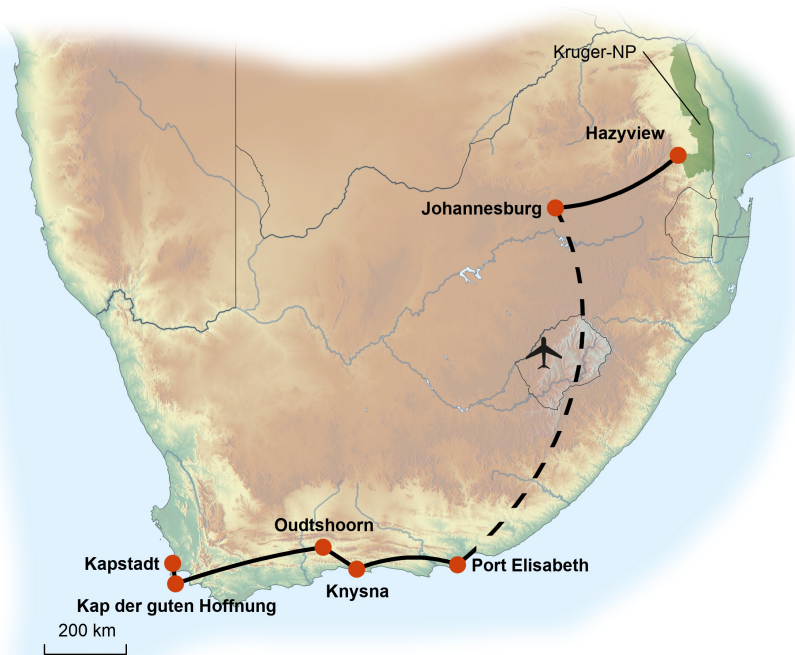 Kruger-NP
Hazyview
Johannesburg
Oudtshoorn
Kapstadt
Port Elisabeth
Knysna
Kap der guten Hoffnung
200 km